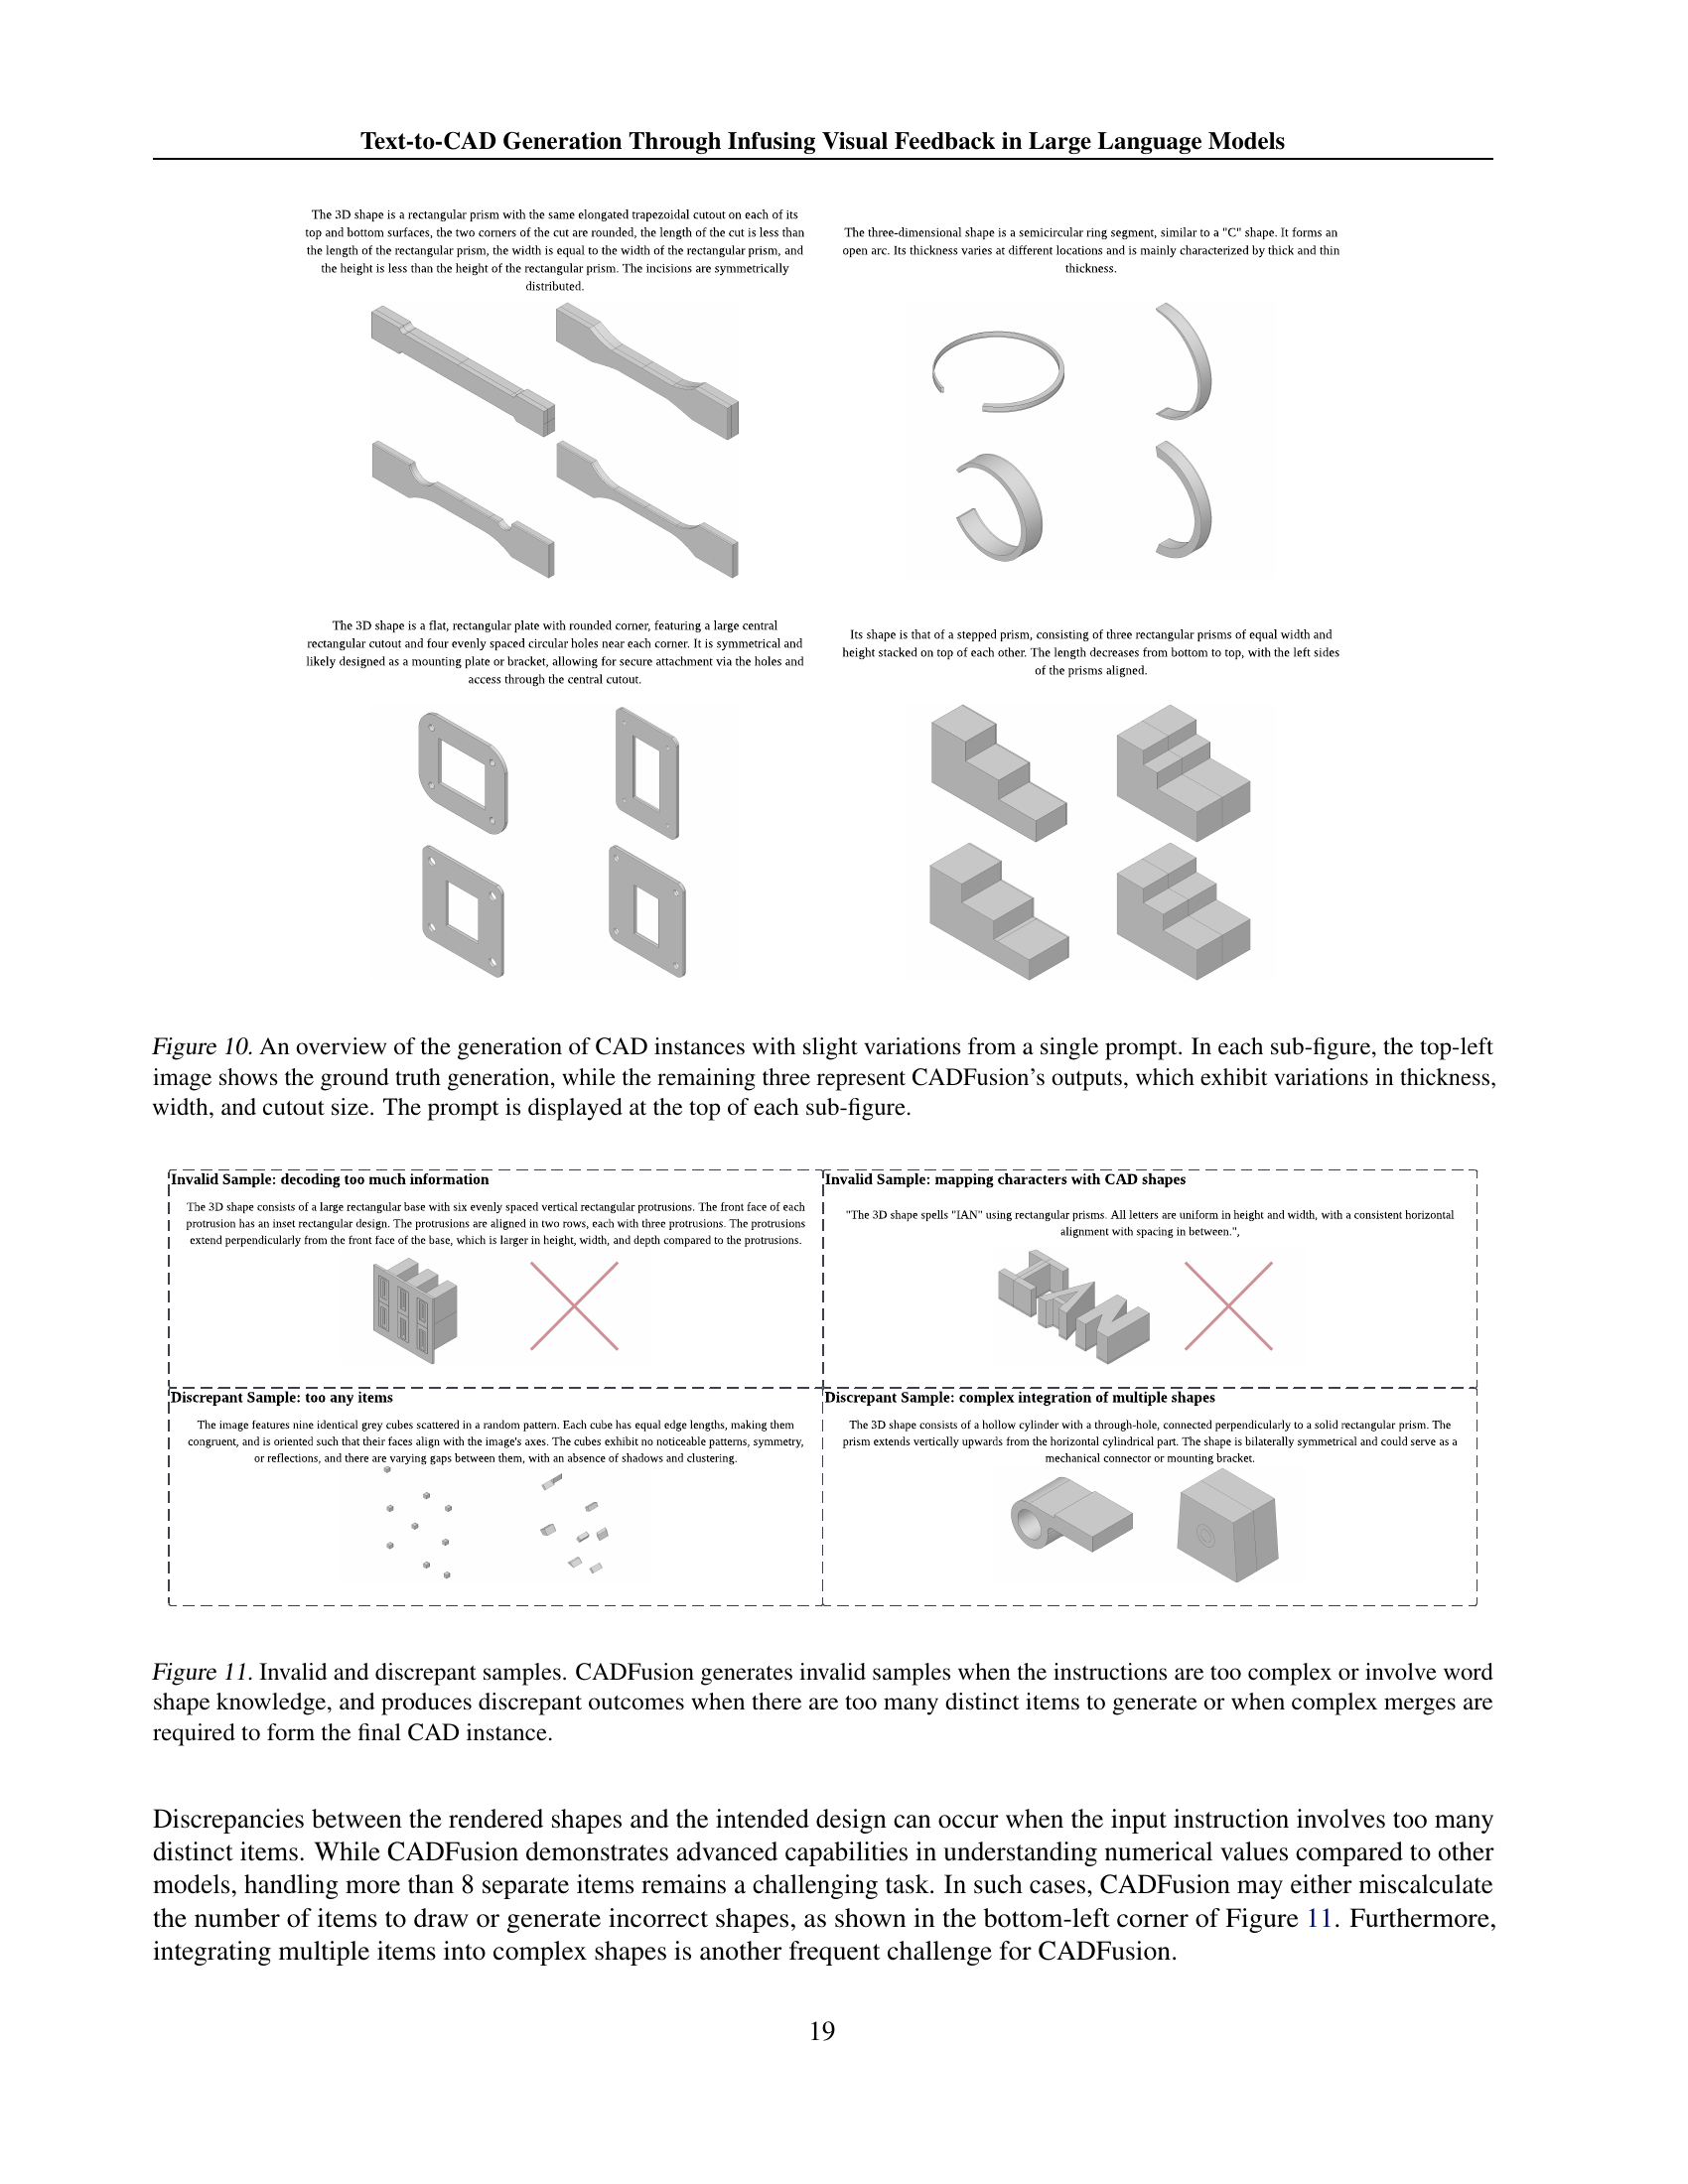 Text-to-CAD Generation Through Infusing Visual Feedback in Large Language Models
The 3D shape is a rectangular prism with the same elongated trapezoidal cutout on each of its
top and bottom surfaces, the two corners of the cut are rounded, the length of the cut is less than
the length of the rectangular prism, the width is equal to the width of the rectangular prism, and
the height is less than the height of the rectangular prism. The incisions are symmetrically
distributed.
The three-dimensional shape is a semicircular ring segment, similar to a "C" shape. It forms an
open arc. Its thickness varies at different locations and is mainly characterized by thick and thin
thickness.
The 3D shape is a flat, rectangular plate with rounded corner, featuring a large central
rectangular cutout and four evenly spaced circular holes near each corner. It is symmetrical and
likely designed as a mounting plate or bracket, allowing for secure attachment via the holes and
access through the central cutout.
Its shape is that of a stepped prism, consisting of three rectangular prisms of equal width and
height stacked on top of each other. The length decreases from bottom to top, with the left sides
of the prisms aligned.
Figure 10. An overview of the generation of CAD instances with slight variations from a single prompt. In each sub-figure, the top-left
image shows the ground truth generation, while the remaining three represent CADFusion's outputs, which exhibit variations in thickness,
width, and cutout size. The prompt is displayed at the top of each sub-figure.
Invalid Sample: decoding too much information
The 3D shape consists of a large rectangular base with six evenly spaced vertical rectangular protrusions. The front face of each
protrusion has an inset rectangular design. The protrusions are aligned in two rows, each with three protrusions. The protrusions
extend perpendicularly from the front face of the base, which is larger in height, width, and depth compared to the protrusions.
Invalid Sample: mapping characters with CAD shapes
"The 3D shape spells "IAN" using rectangular prisms. All letters are uniform in height and width, with a consistent horizontal
alignment with spacing in between.",
Discrepant Sample: too any items
The image features nine identical grey cubes scattered in a random pattern. Each cube has equal edge lengths, making them
congruent, and is oriented such that their faces align with the image's axes. The cubes exhibit no noticeable patterns, symmetry,
or reflections, and there are varying gaps between them, with an absence of shadows and clustering.
Discrepant Sample: complex integration of multiple shapes
The 3D shape consists of a hollow cylinder with a through-hole, connected perpendicularly to a solid rectangular prism. The
prism extends vertically upwards from the horizontal cylindrical part. The shape is bilaterally symmetrical and could serve as a
mechanical connector or mounting bracket.
Figure 11. Invalid and discrepant samples. CADFusion generates invalid samples when the instructions are too complex or involve word
shape knowledge, and produces discrepant outcomes when there are too many distinct items to generate or when complex merges are
required to form the final CAD instance.
Discrepancies between the rendered shapes and the intended design can occur when the input instruction involves too many
distinct items. While CADFusion demonstrates advanced capabilities in understanding numerical values compared to other
models, handling more than 8 separate items remains a challenging task. In such cases, CADFusion may either miscalculate
the number of items to draw or generate incorrect shapes, as shown in the bottom-left corner of Figure 11. Furthermore,
integrating multiple items into complex shapes is another frequent challenge for CADFusion.
19